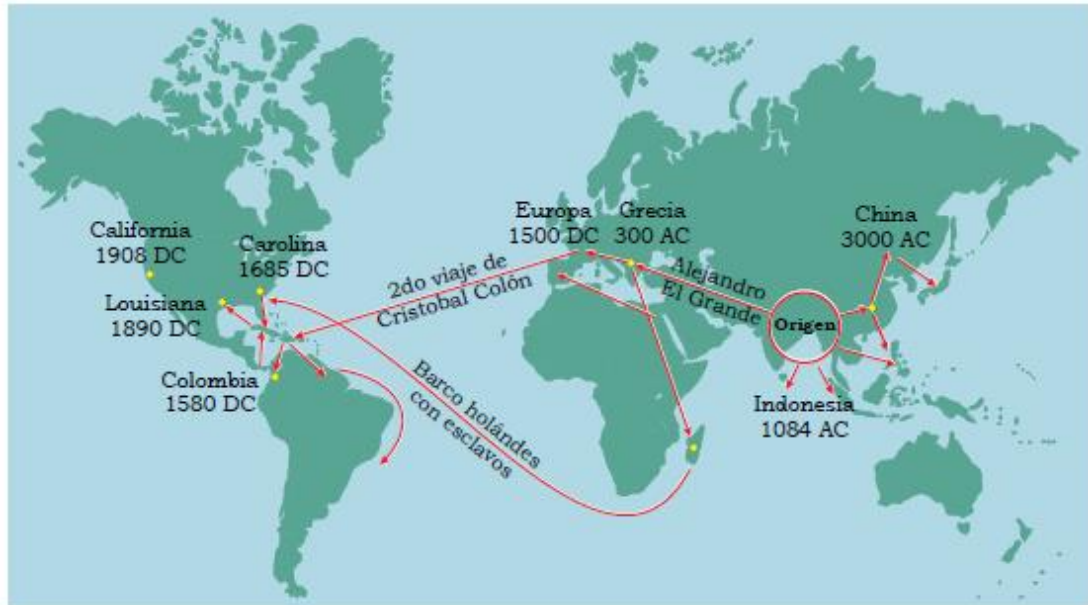 Europa
1500 DC
Grecia
300 AC
China
3000 AC
California
1908 DC
Carolina
1685 DC
2do viaje de
Cristobal Colón
Alejandro
El Grande
Origen
Louisiana
1890 DC
Colombia
1580 DC
Barco holándes
con esclavos
Indonesia
1084 AC